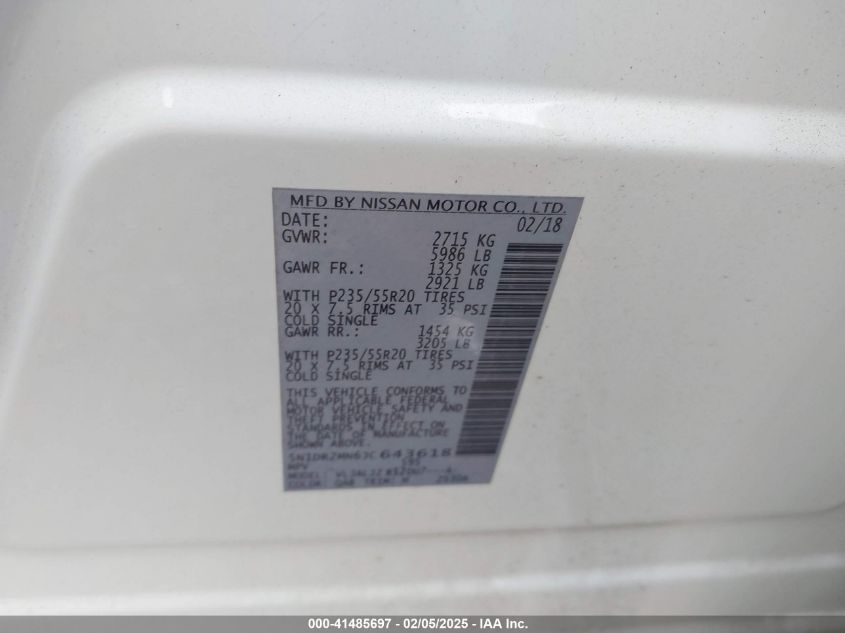 MFD BY NISSAN MOTOR CO., LTD.
DATE: 02/18
GVWR: 2715 KG
5986 LB
GAWR FR.: 1325 KG
2921 LB
WITH P235/55R20 TIRES
20 X 7.5 RIMS AT 35 PSI
COLD SINGLE
GAWR RR.: 1454 KG
3205 LB
WITH P235/55R20 TIRES
20 X 7.5 RIMS AT 35 PSI
COLD SINGLE
THIS VEHICLE CONFORMS TO
ALL APPLICABLE FEDERAL
MOTOR VEHICLE SAFETY AND
THEFT PREVENTION
STANDARDS IN EFFECT ON
THE DATE OF MANUFACTURE
SHOWN ABOVE.
5N1DR2MN6JC643618
MPV
MODEL:
COLOR: QAB TRIM:
000-41485697 - 02/05/2025 - IAA Inc.